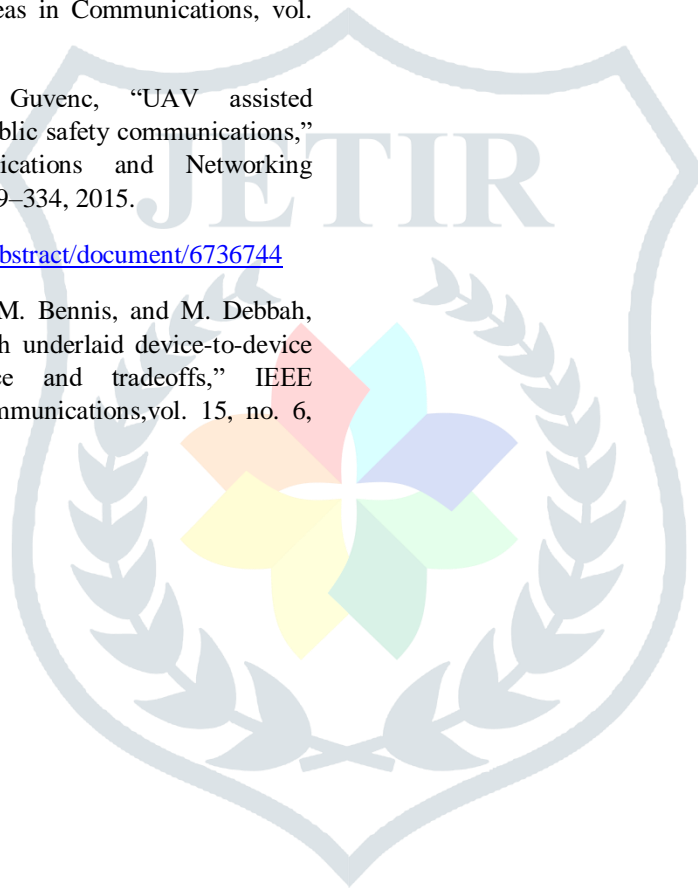 eas in Communications, vol.
Guvenc, “UAV assisted
blic safety communications,”
ications and Networking
9–334, 2015.
JETIR
bstract/document/6736744
M. Bennis, and M. Debbah,
h underlaid device-to-device
ce and tradeoffs,” IEEE
mmunications,vol. 15, no. 6,